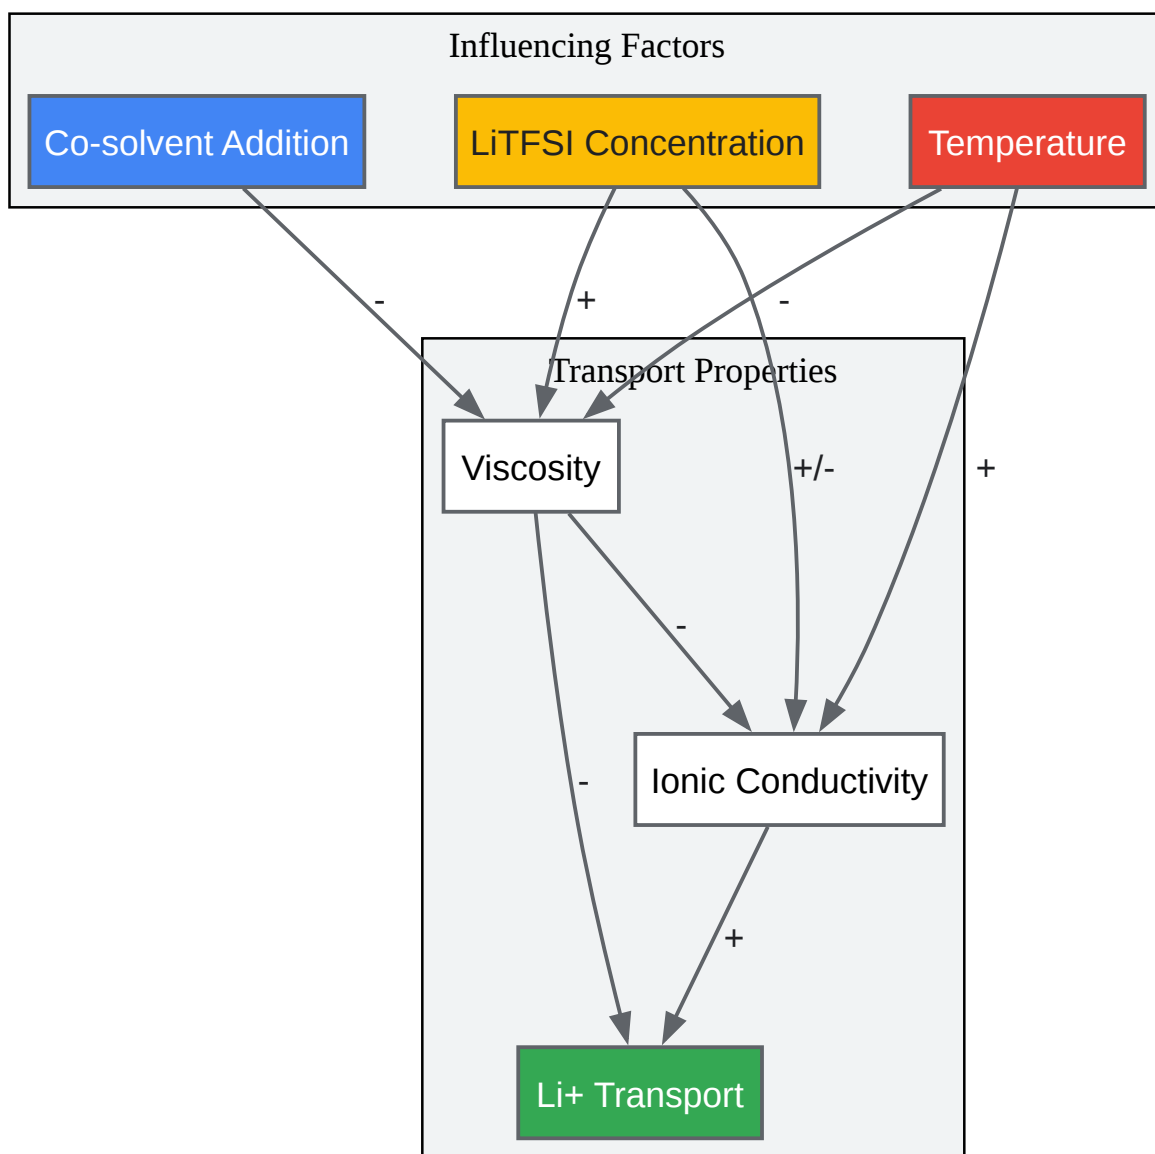 Influencing Factors
Co-solvent Addition
LiTFSI Concentration
Temperature
-
+
-
Transport Properties
Viscosity
+/-
+
-
-
Ionic Conductivity
+
Li+ Transport